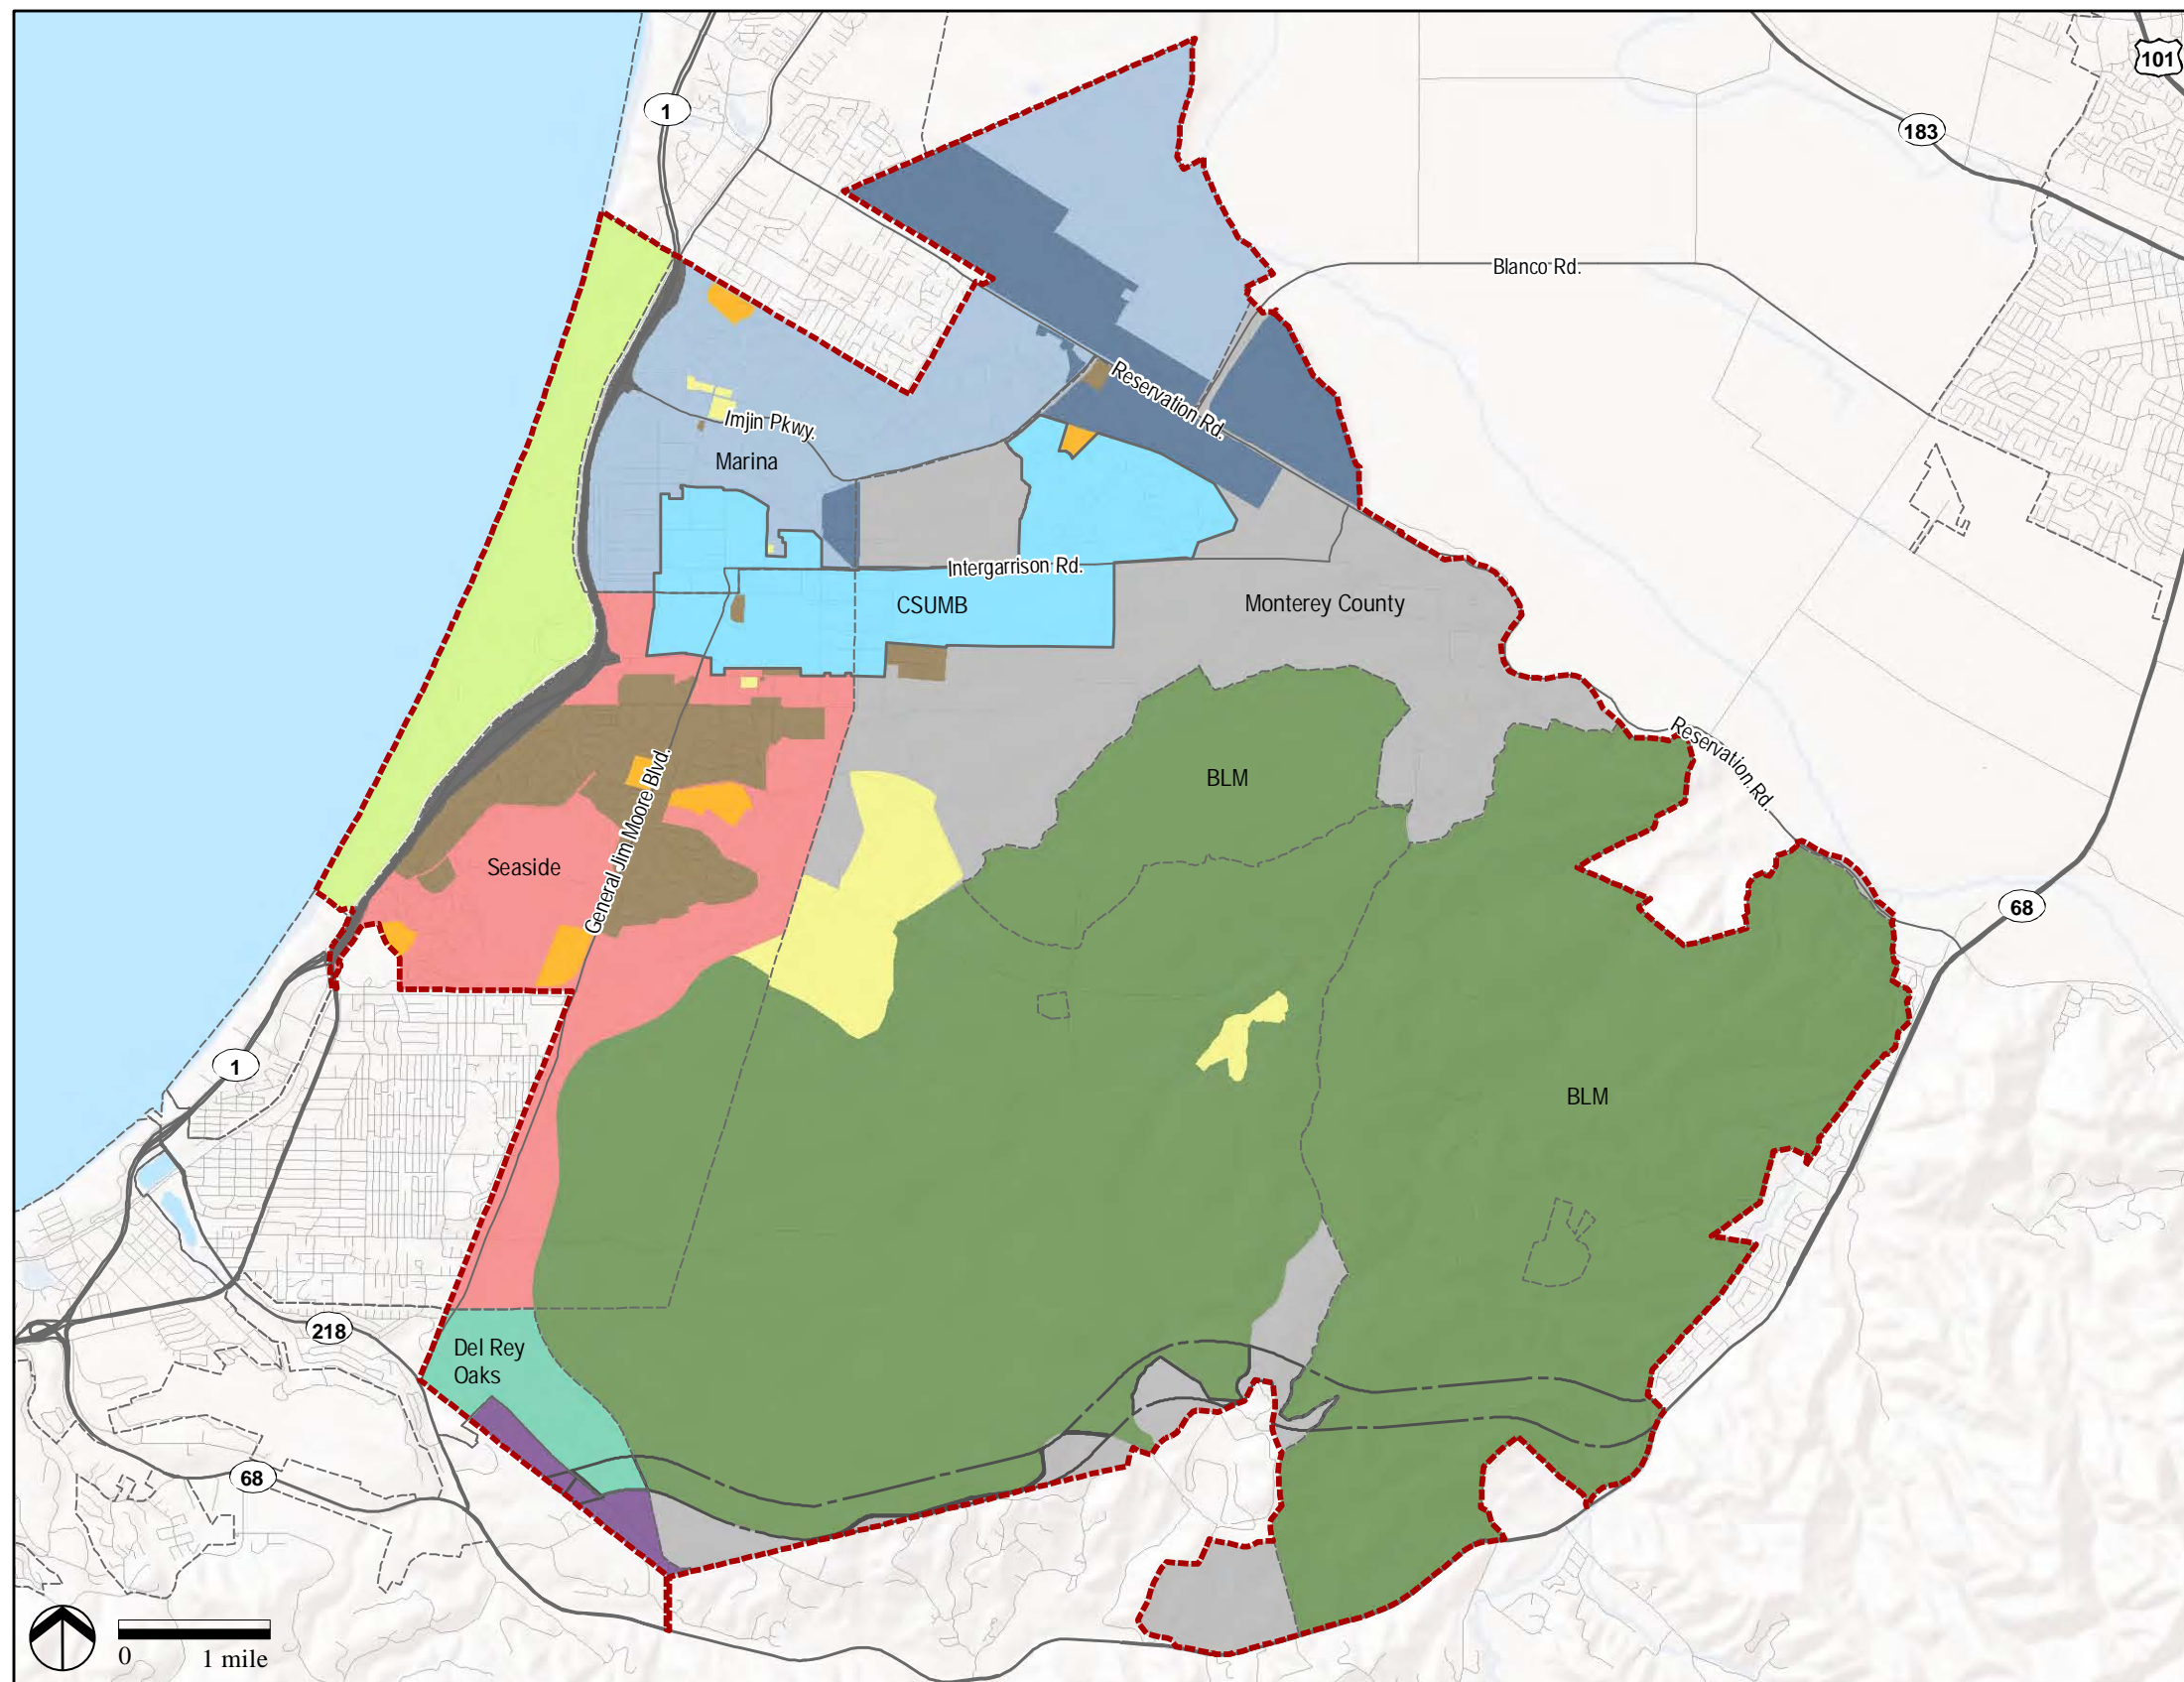 101
1
183
Blanco Rd.
Reservation Rd.
Imjin Pkwy.
Marina
Intergarrison Rd.
CSUMB
Monterey County
Reservation Rd.
BLM
General Jim Moore Blvd.
Seaside
68
1
BLM
218
Del Rey
Oaks
68
0
1 mile